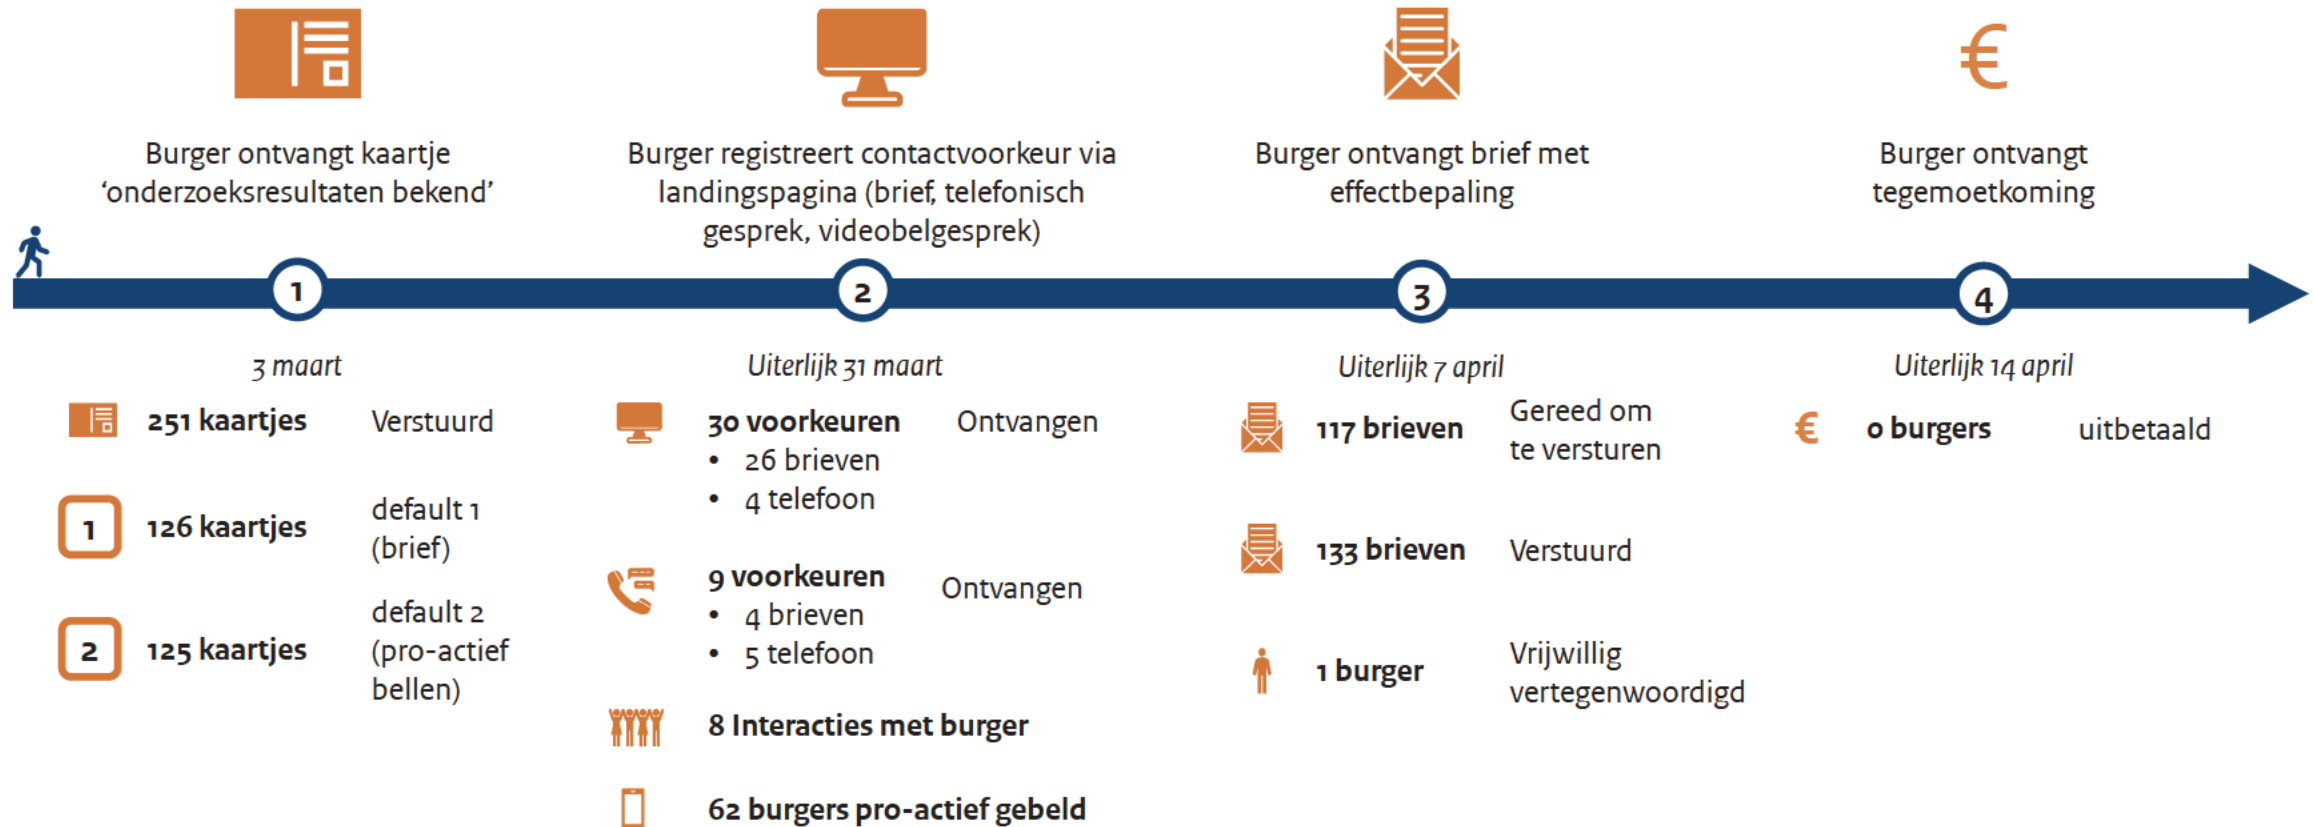 Burger ontvangt kaartje
‘onderzoeksresultaten bekend’
Burger registreert contactvoorkeur via
landingspagina (brief, telefonisch
gesprek, videobelgesprek)
Burger ontvangt brief met
effectbepaling
€
Burger ontvangt
tegemoetkoming
1
2
3
4
3 maart
251 kaartjes Verstuurd
1 126 kaartjes default 1
(brief)
2 125 kaartjes default 2
(pro-actief
bellen)
Uiterlijk 31 maart
30 voorkeuren Ontvangen
• 26 brieven
• 4 telefoon
9 voorkeuren Ontvangen
• 4 brieven
• 5 telefoon
8 Interacties met burger
62 burgers pro-actief gebeld
Uiterlijk 7 april
117 brieven Gereed om
te versturen
133 brieven Verstuurd
1 burger Vrijwillig
vertegenwoordigd
Uiterlijk 14 april
€ 0 burgers uitbetaald